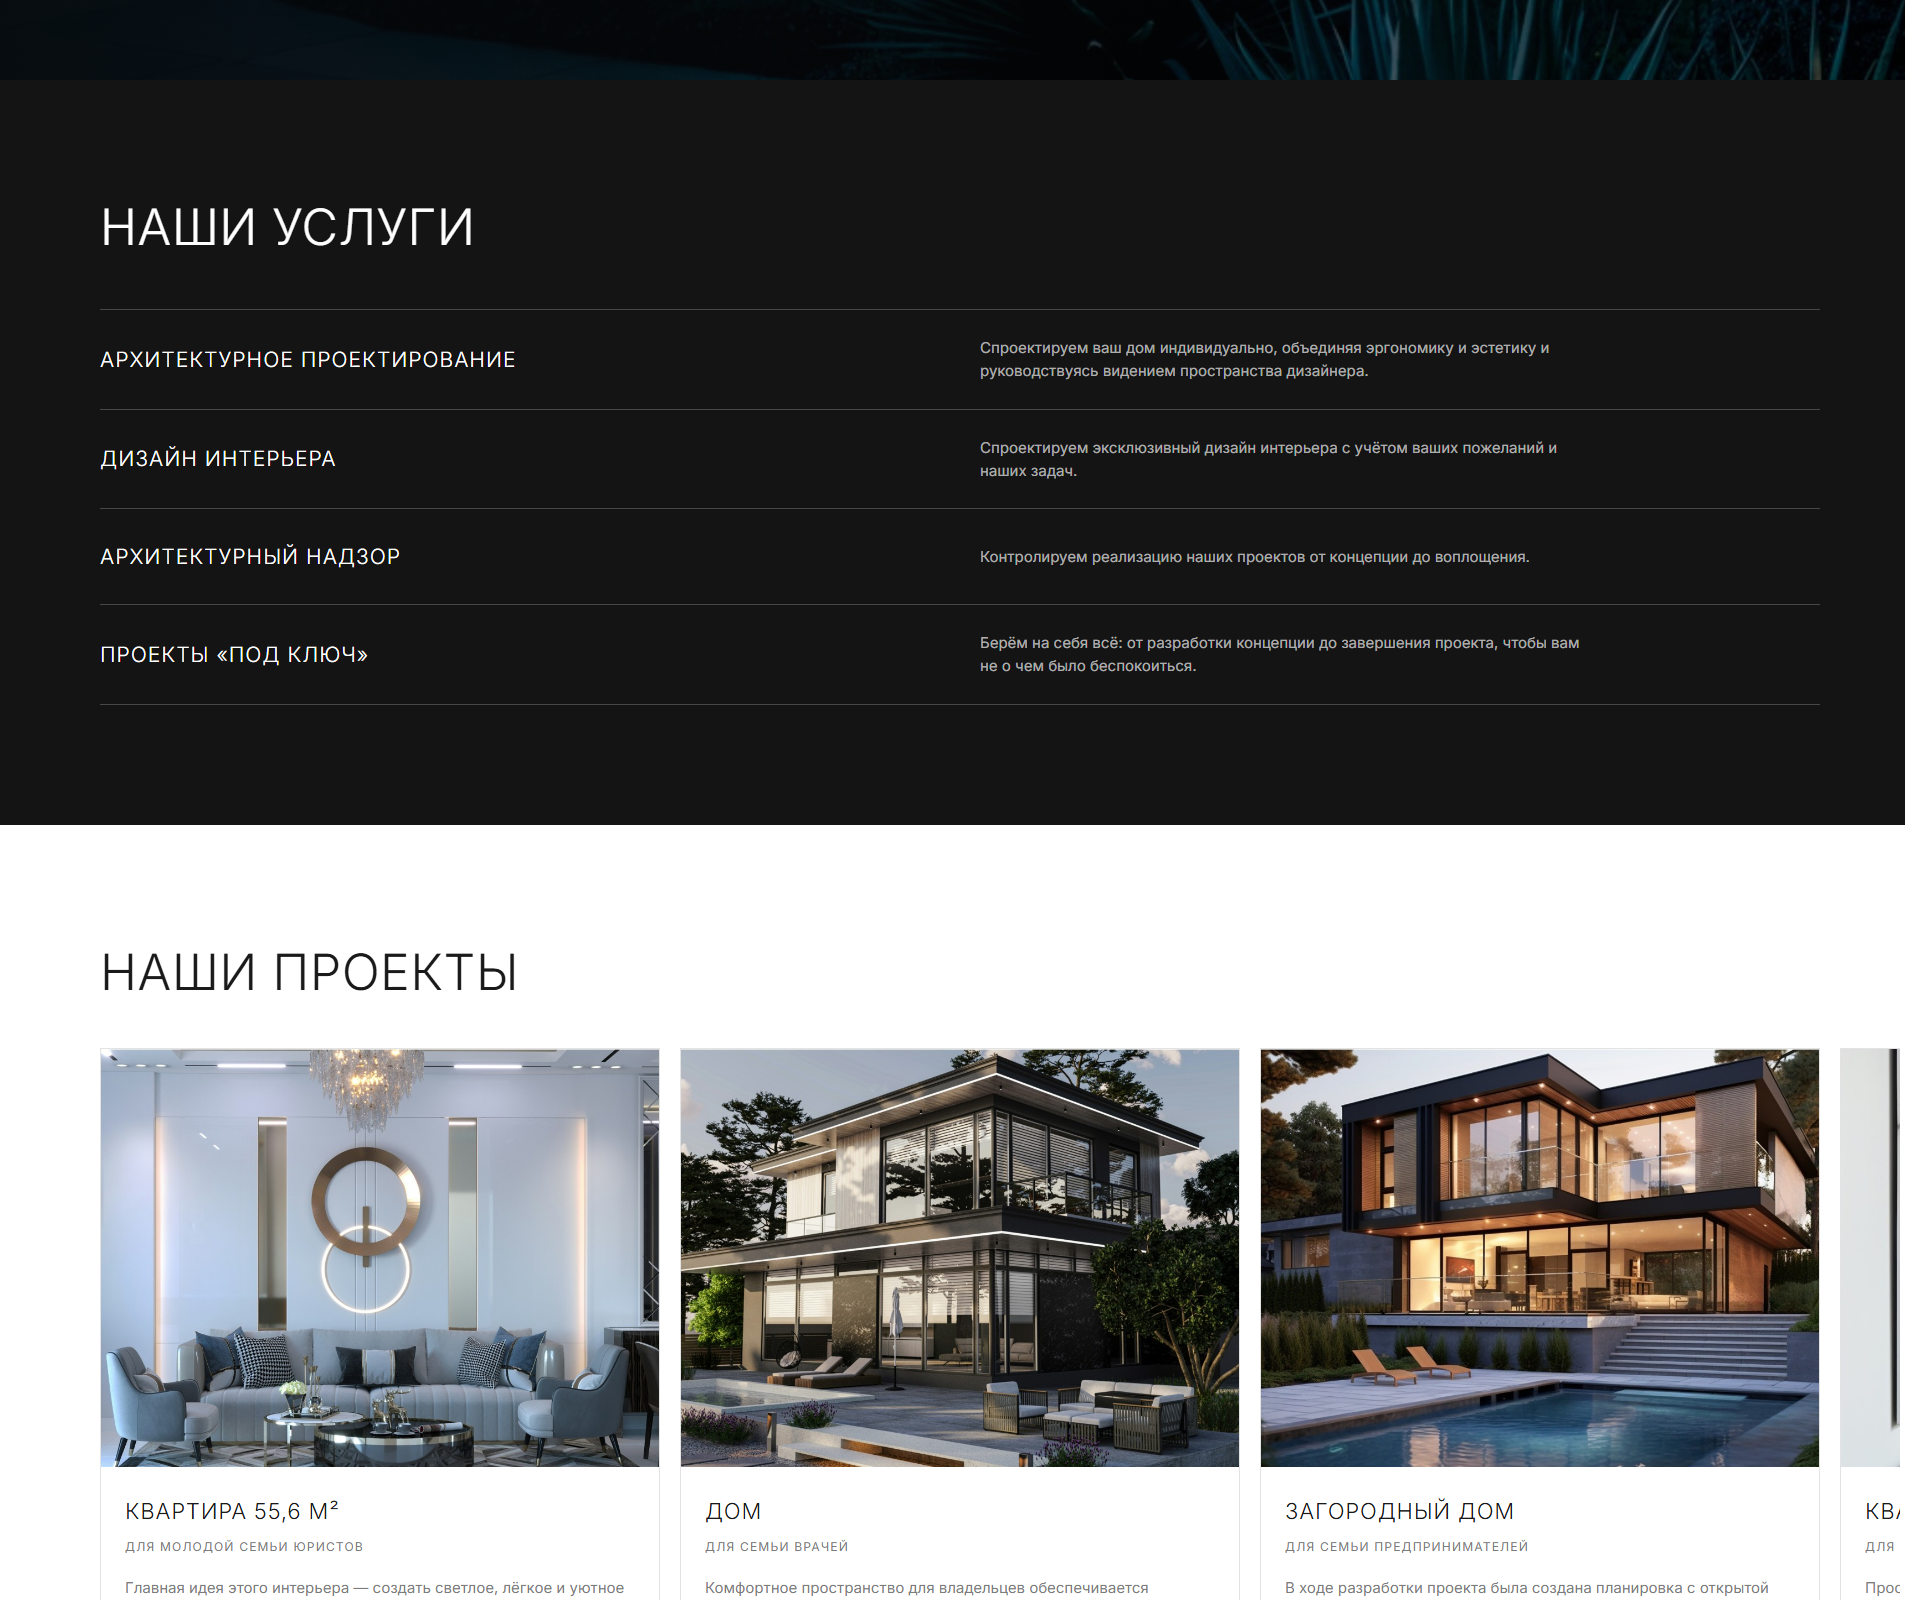 НАШИ УСЛУГИ
АРХИТЕКТУРНОЕ ПРОЕКТИРОВАНИЕ
Спроектируем ваш дом индивидуально, объединяя эргономику и эстетику и
руководствуясь видением пространства дизайнера.
ДИЗАЙН ИНТЕРЬЕРА
Спроектируем эксклюзивный дизайн интерьера с учётом ваших пожеланий и
наших задач.
АРХИТЕКТУРНЫЙ НАДЗОР
Контролируем реализацию наших проектов от концепции до воплощения.
ПРОЕКТЫ «ПОД КЛЮЧ»
Берём на себя всё: от разработки концепции до завершения проекта, чтобы вам
не о чем было беспокоиться.
НАШИ ПРОЕКТЫ
КВАРТИРА 55,6 М²
ДЛЯ МОЛОДОЙ СЕМЬИ ЮРИСТОВ
Главная идея этого интерьера — создать светлое, лёгкое и уютное
ДОМ
ДЛЯ СЕМЬИ ВРАЧЕЙ
Комфортное пространство для владельцев обеспечивается
ЗАГОРОДНЫЙ ДОМ
ДЛЯ СЕМЬИ ПРЕДПРИНИМАТЕЛЕЙ
В ходе разработки проекта была создана планировка с открытой
ДЛЯ